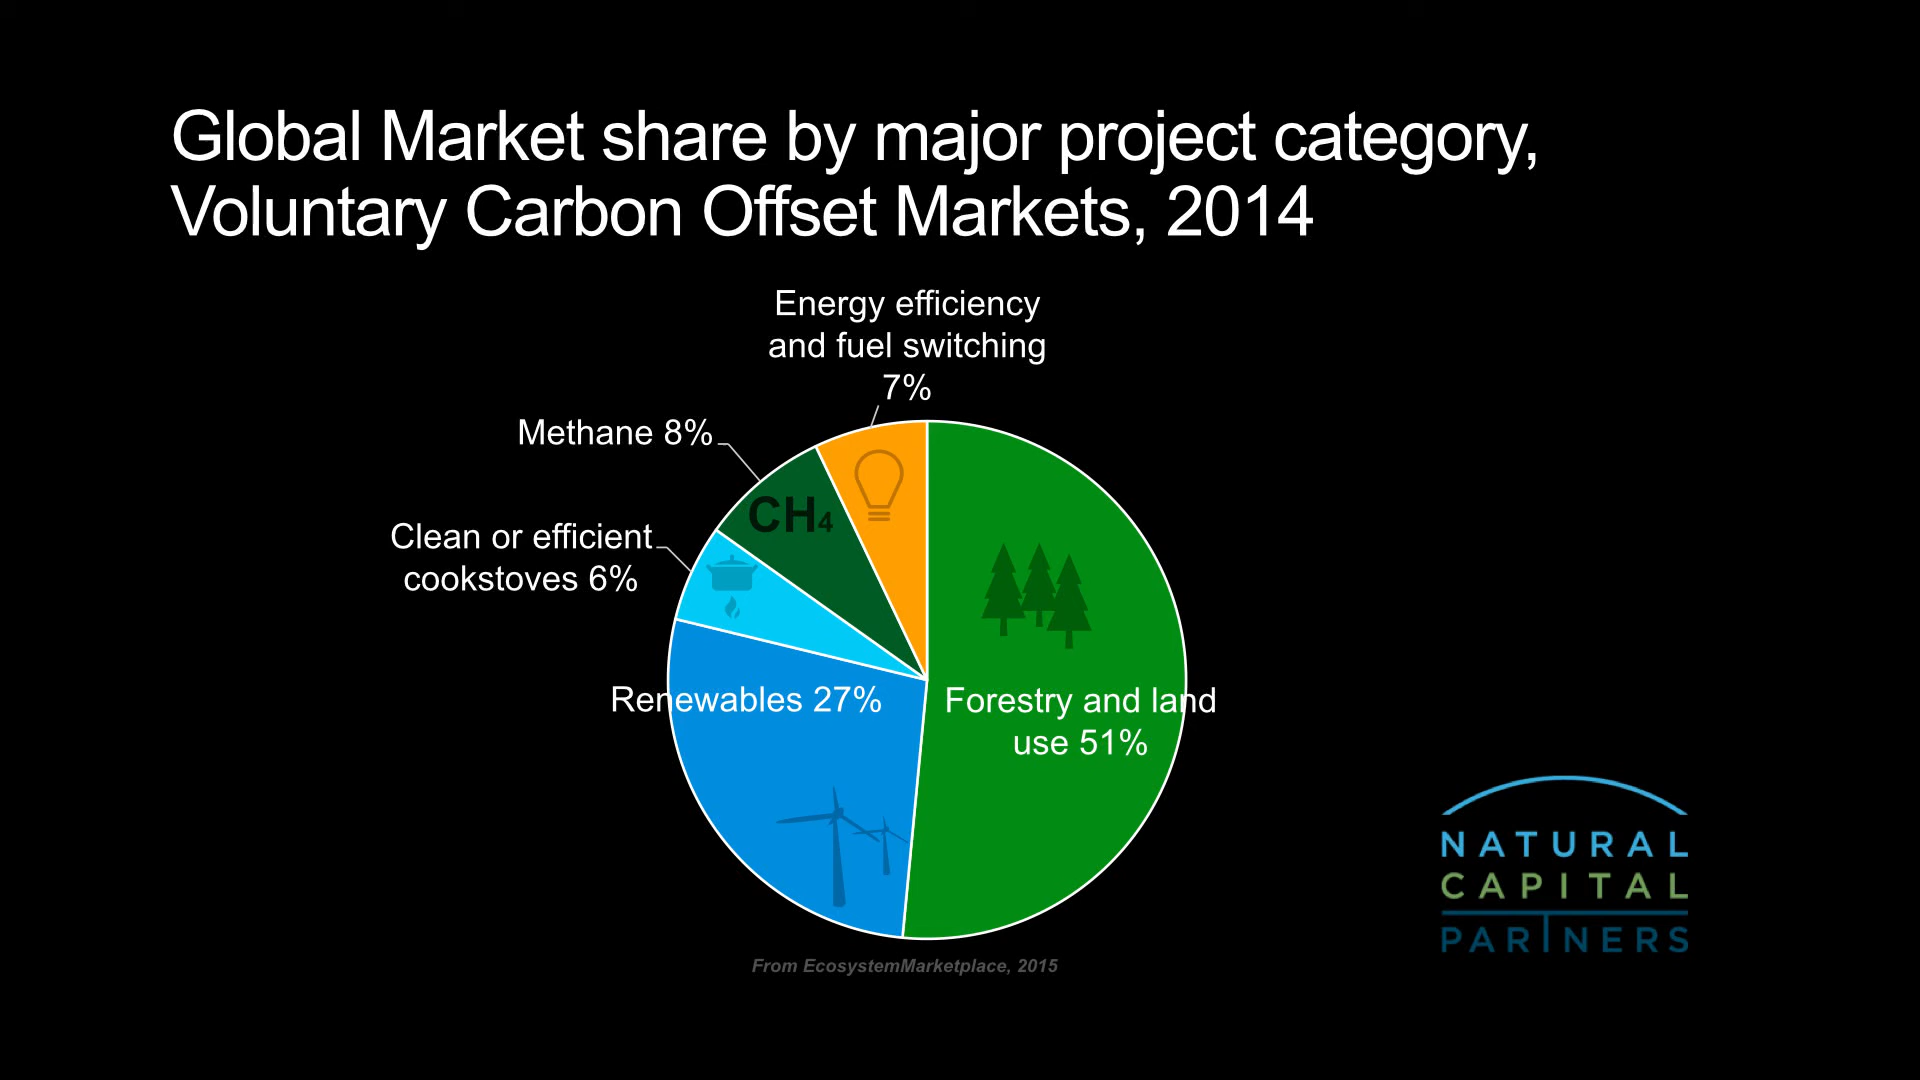 Global Market share by major project category,
Voluntary Carbon Offset Markets, 2014
Energy efficiency
and fuel switching
7%
Methane 8%
CH₄
Clean or efficient
cookstoves 6%
Renewables 27%
Forestry and land
use 51%
NATURAL
CAPITAL
PARTNERS
From EcosystemMarketplace, 2015